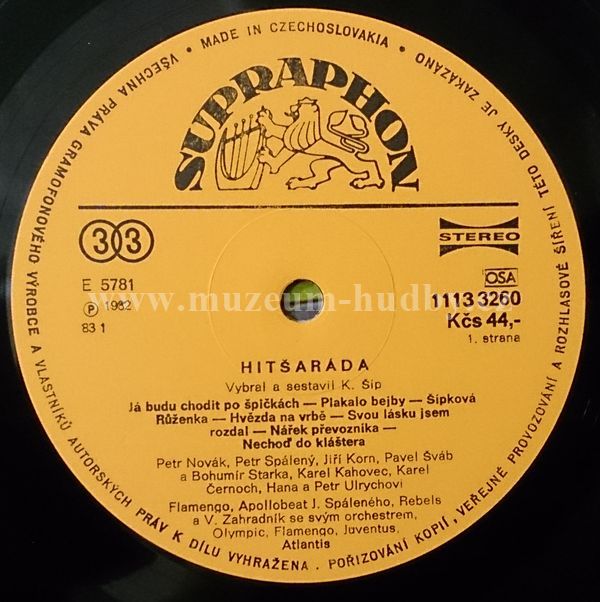 VŠECHNA PRÁVA GRAMOFONOVÉHO VÝROBCE A VLASTNÍKŮ AUTORSKÝCH PRÁV K DÍLU VYHRAŽENA . POŘIZOVÁNÍ KOPIÍ, VEŘEJNÉ PROVOZOVÁNÍ A ROZHLASOVÉ ŠÍŘENÍ TÉTO DESKY JE ZAKÁZÁNO
• MADE IN CZECHOSLOVAKIA •
SUPRAPHON
33
STEREO
E 5781
OSA
P 1982
1113 3260
www.muzeum-hudby.cz
83 1
Kčs 44,-
1. strana
HITŠARÁDA
Vybral a sestavil K. Šíp
Já budu chodit po špičkách — Plakalo bejby — Šípková
Růženka — Hvězda na vrbě — Svou lásku jsem
rozdal — Nářek převozníka —
Nechoď do kláštera
Petr Novák, Petr Spálený, Jiří Korn, Pavel Šváb
a Bohumír Starka, Karel Kahovec, Karel
Černoch, Hana a Petr Ulrychovi
Flamengo, Apollobeat J. Spáleného, Rebels
a V. Zahradník se svým orchestrem,
Olympic, Flamengo, Juventus,
Atlantis